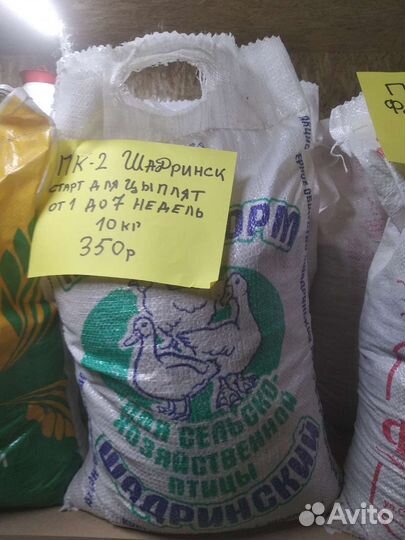 ПК-2 ШАДРИНСК
СТАРТ ДЛЯ ЦЫПЛЯТ
ОТ 1 ДО 7 НЕДЕЛЬ
10 КГ
350р
ОРМ
ДЛЯ СЕЛЬСКО-
ХОЗЯЙСТВЕННОЙ
ПТИЦЫ
ШАДРИНСКИЙ
Avito